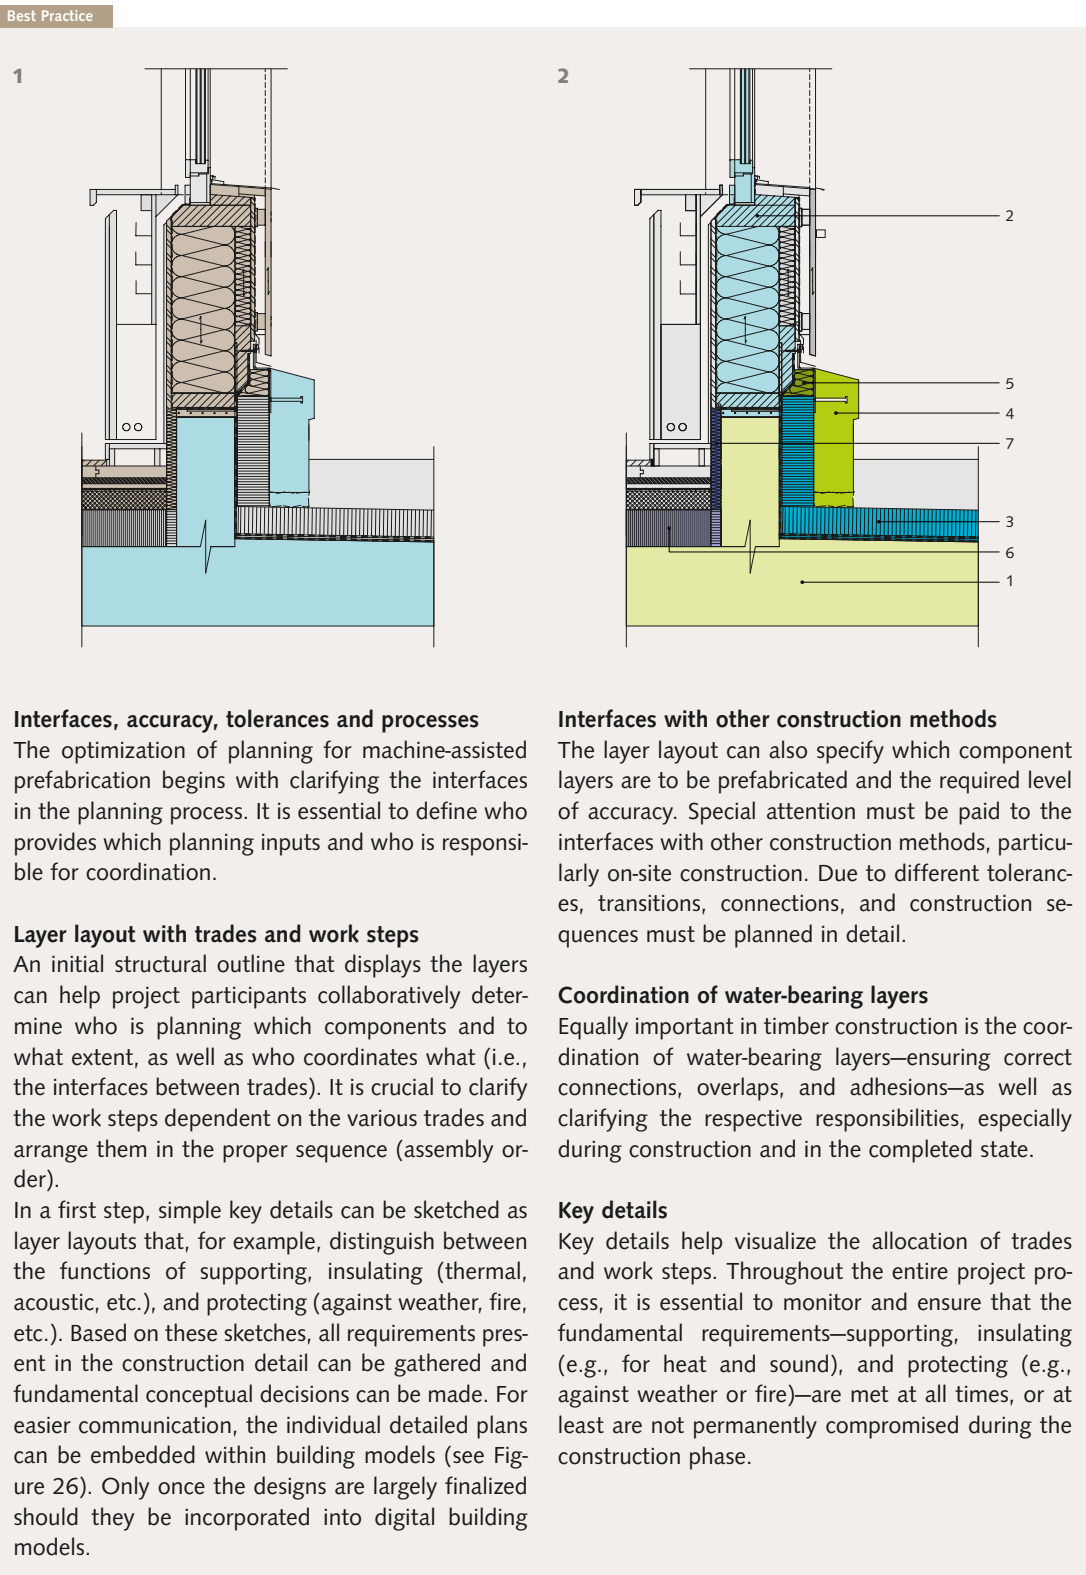 Best Practice
1
2
2
5
4
7
3
6
1
Interfaces, accuracy, tolerances and processes
The optimization of planning for machine-assisted
prefabrication begins with clarifying the interfaces
in the planning process. It is essential to define who
provides which planning inputs and who is responsi-
ble for coordination.
Layer layout with trades and work steps
An initial structural outline that displays the layers
can help project participants collaboratively deter-
mine who is planning which components and to
what extent, as well as who coordinates what (i.e.,
the interfaces between trades). It is crucial to clarify
the work steps dependent on the various trades and
arrange them in the proper sequence (assembly or-
der).
In a first step, simple key details can be sketched as
layer layouts that, for example, distinguish between
the functions of supporting, insulating (thermal,
acoustic, etc.), and protecting (against weather, fire,
etc.). Based on these sketches, all requirements pres-
ent in the construction detail can be gathered and
fundamental conceptual decisions can be made. For
easier communication, the individual detailed plans
can be embedded within building models (see Fig-
ure 26). Only once the designs are largely finalized
should they be incorporated into digital building
models.
Interfaces with other construction methods
The layer layout can also specify which component
layers are to be prefabricated and the required level
of accuracy. Special attention must be paid to the
interfaces with other construction methods, particu-
larly on-site construction. Due to different toleranc-
es, transitions, connections, and construction se-
quences must be planned in detail.
Coordination of water-bearing layers
Equally important in timber construction is the coor-
dination of water-bearing layers—ensuring correct
connections, overlaps, and adhesions—as well as
clarifying the respective responsibilities, especially
during construction and in the completed state.
Key details
Key details help visualize the allocation of trades
and work steps. Throughout the entire project pro-
cess, it is essential to monitor and ensure that the
fundamental requirements—supporting, insulating
(e.g., for heat and sound), and protecting (e.g.,
against weather or fire)—are met at all times, or at
least are not permanently compromised during the
construction phase.